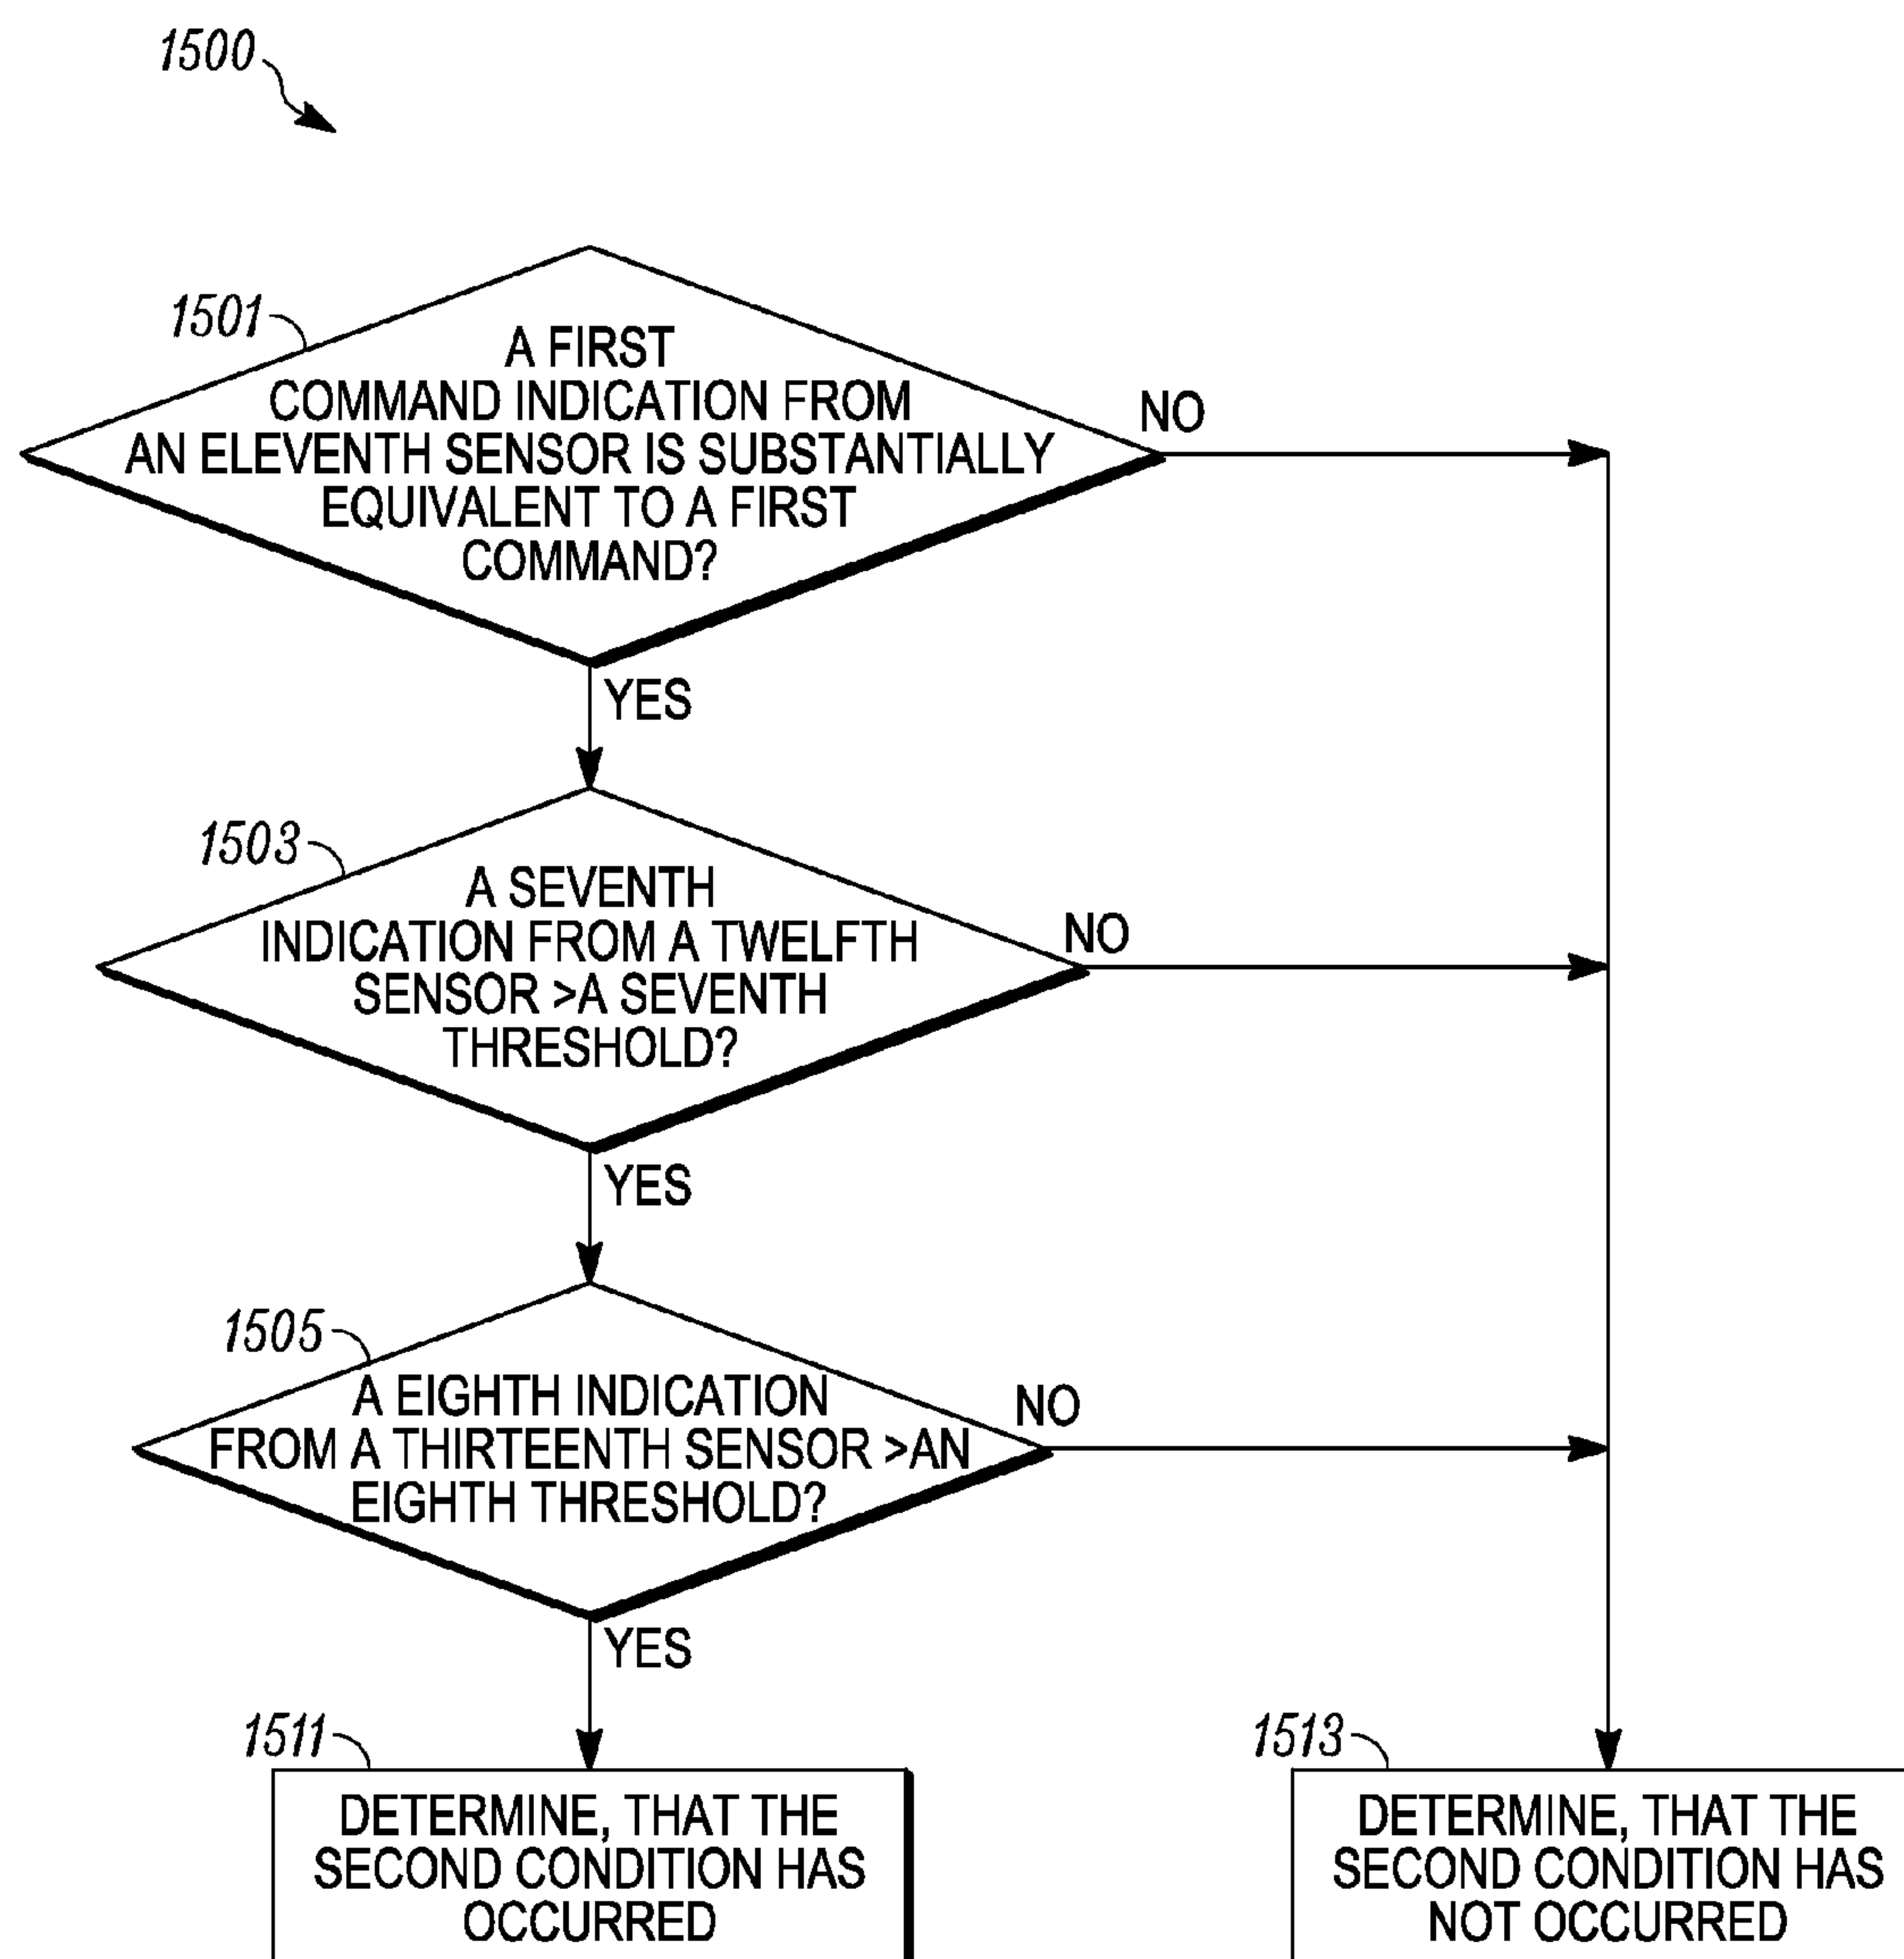 1500
1501
A FIRST
COMMAND INDICATION FROM
AN ELEVENTH SENSOR IS SUBSTANTIALLY
EQUIVALENT TO A FIRST
COMMAND?
NO
YES
1503
A SEVENTH
INDICATION FROM A TWELFTH
SENSOR >A SEVENTH
THRESHOLD?
NO
YES
1505
A EIGHTH INDICATION
FROM A THIRTEENTH SENSOR >AN
EIGHTH THRESHOLD?
NO
YES
1511
DETERMINE, THAT THE
SECOND CONDITION HAS
OCCURRED
1513
DETERMINE, THAT THE
SECOND CONDITION HAS
NOT OCCURRED